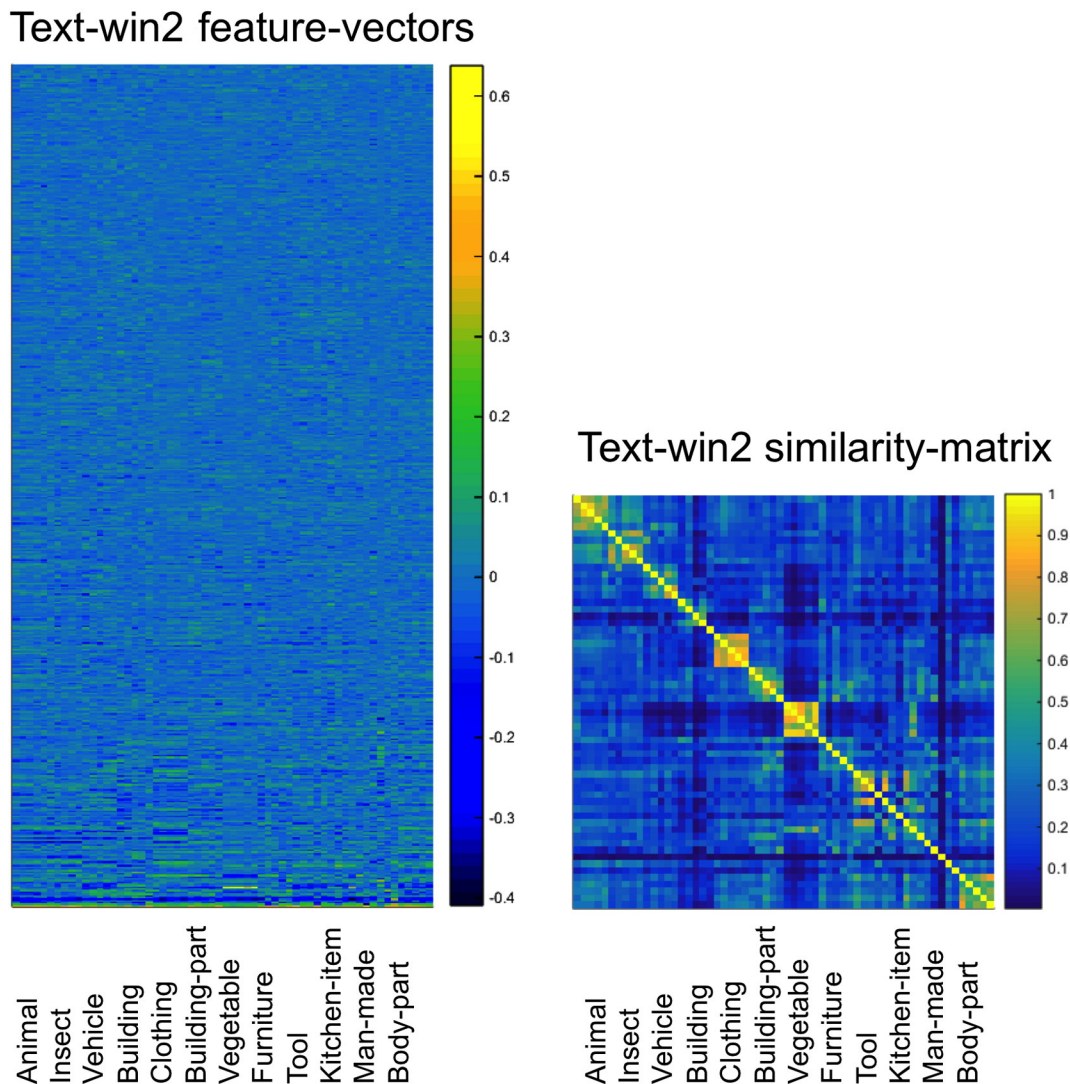 Text-win2 feature-vectors
0.6
0.5
0.4
0.3
0.2
0.1
0
-0.1
-0.2
-0.3
-0.4
Animal
Insect
Vehicle
Building
Clothing
Building-part
Vegetable
Furniture
Tool
Kitchen-item
Man-made
Body-part
Text-win2 similarity-matrix
1
0.9
0.8
0.7
0.6
0.5
0.4
0.3
0.2
0.1
Animal
Insect
Vehicle
Building
Clothing
Building-part
Vegetable
Furniture
Tool
Kitchen-item
Man-made
Body-part